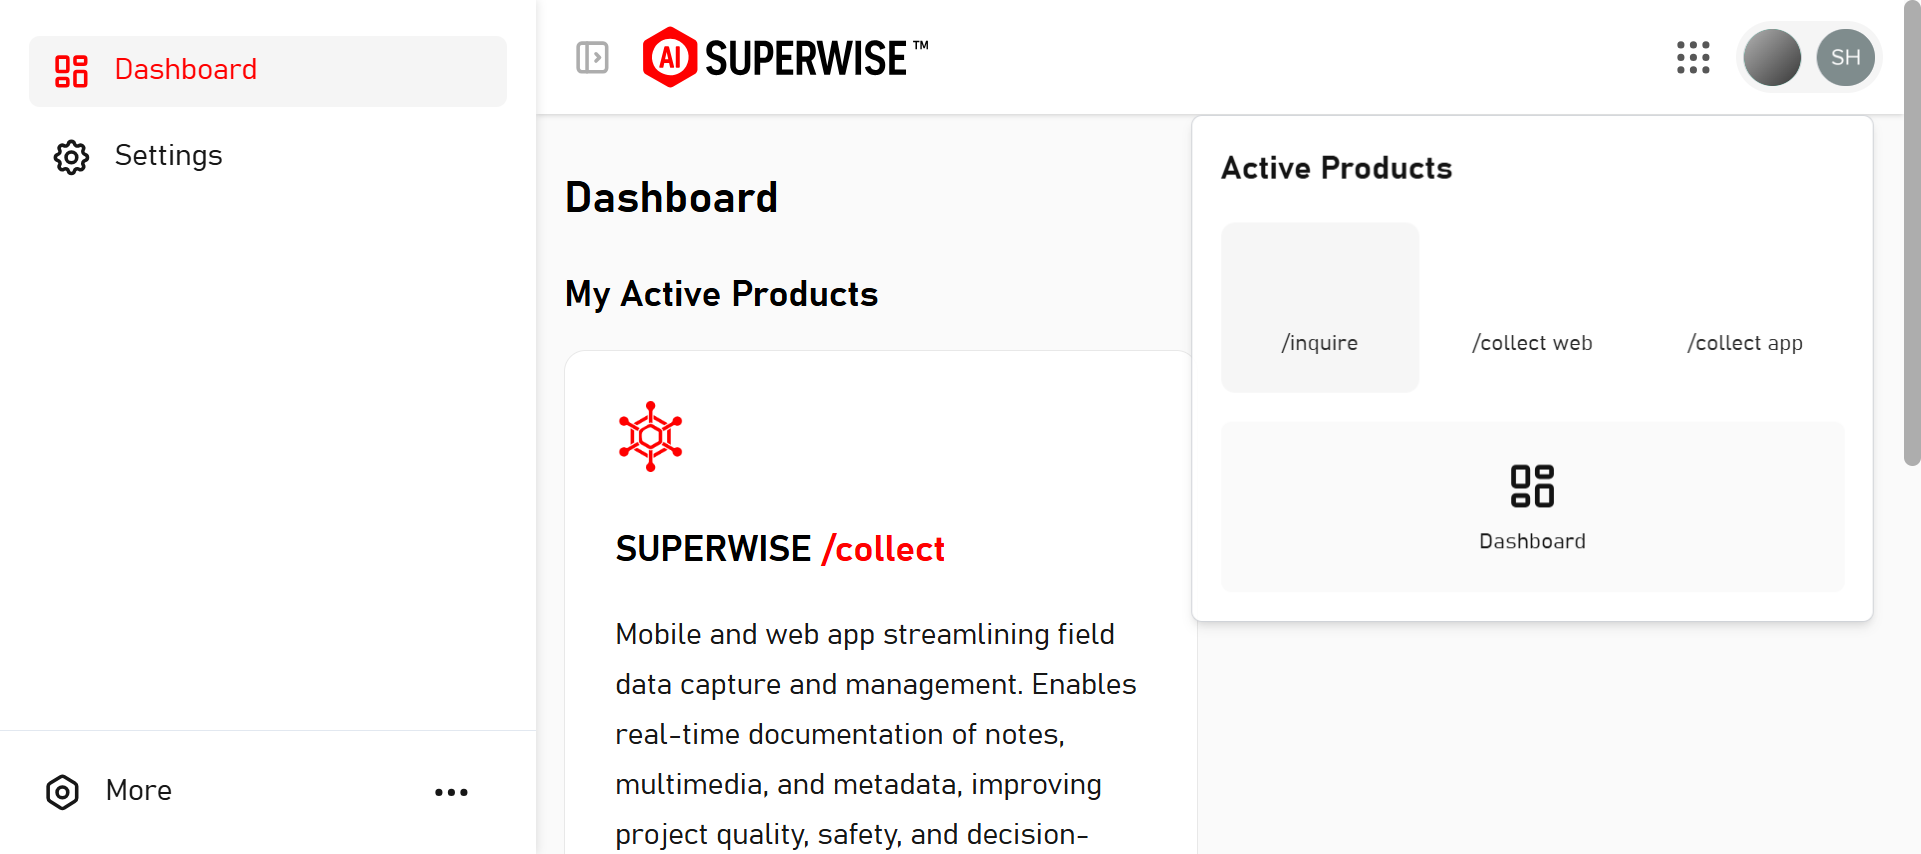 Dashboard
Settings
More
AI SUPERWISE™
SH
Dashboard
My Active Products
SUPERWISE /collect
Mobile and web app streamlining field
data capture and management. Enables
real-time documentation of notes,
multimedia, and metadata, improving
project quality, safety, and decision-
Active Products
/inquire
/collect web
/collect app
Dashboard